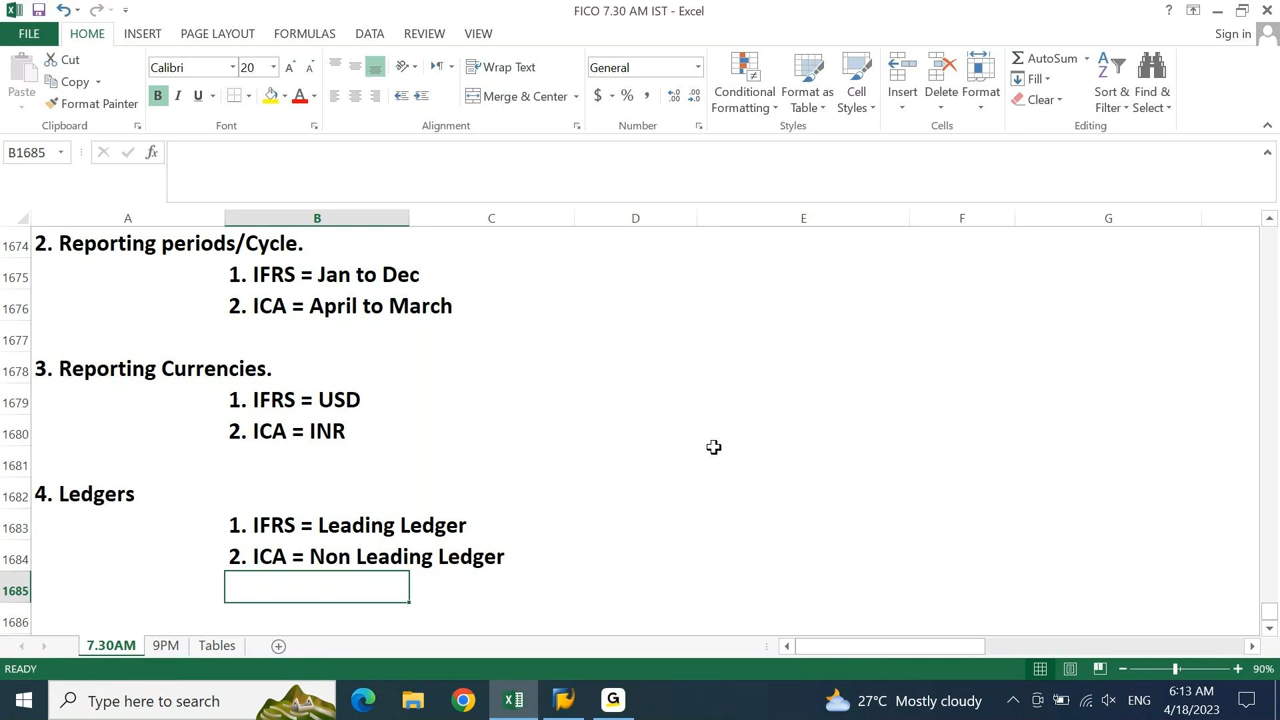 FICO 7.30 AM IST - Excel
?
FILE HOME INSERT PAGE LAYOUT FORMULAS DATA REVIEW VIEW Sign in
Paste Cut Copy Format Painter Clipboard
Calibri 20 A A
B I U A Font
Wrap Text
Merge & Center
Alignment
General
$ % ,
Number
Conditional Formatting Format as Table Cell Styles
Styles
Insert Delete Format
Cells
AutoSum Fill Clear Sort & Filter Find & Select
Editing
B1685 fx
A B C D E F G
1674 2. Reporting periods/Cycle.
1675 1. IFRS = Jan to Dec
1676 2. ICA = April to March
1677
1678 3. Reporting Currencies.
1679 1. IFRS = USD
1680 2. ICA = INR
1681
1682 4. Ledgers
1683 1. IFRS = Leading Ledger
1684 2. ICA = Non Leading Ledger
1685
1686
7.30AM 9PM Tables
READY 90%
Type here to search 27°C Mostly cloudy ENG 6:13 AM
4/18/2023